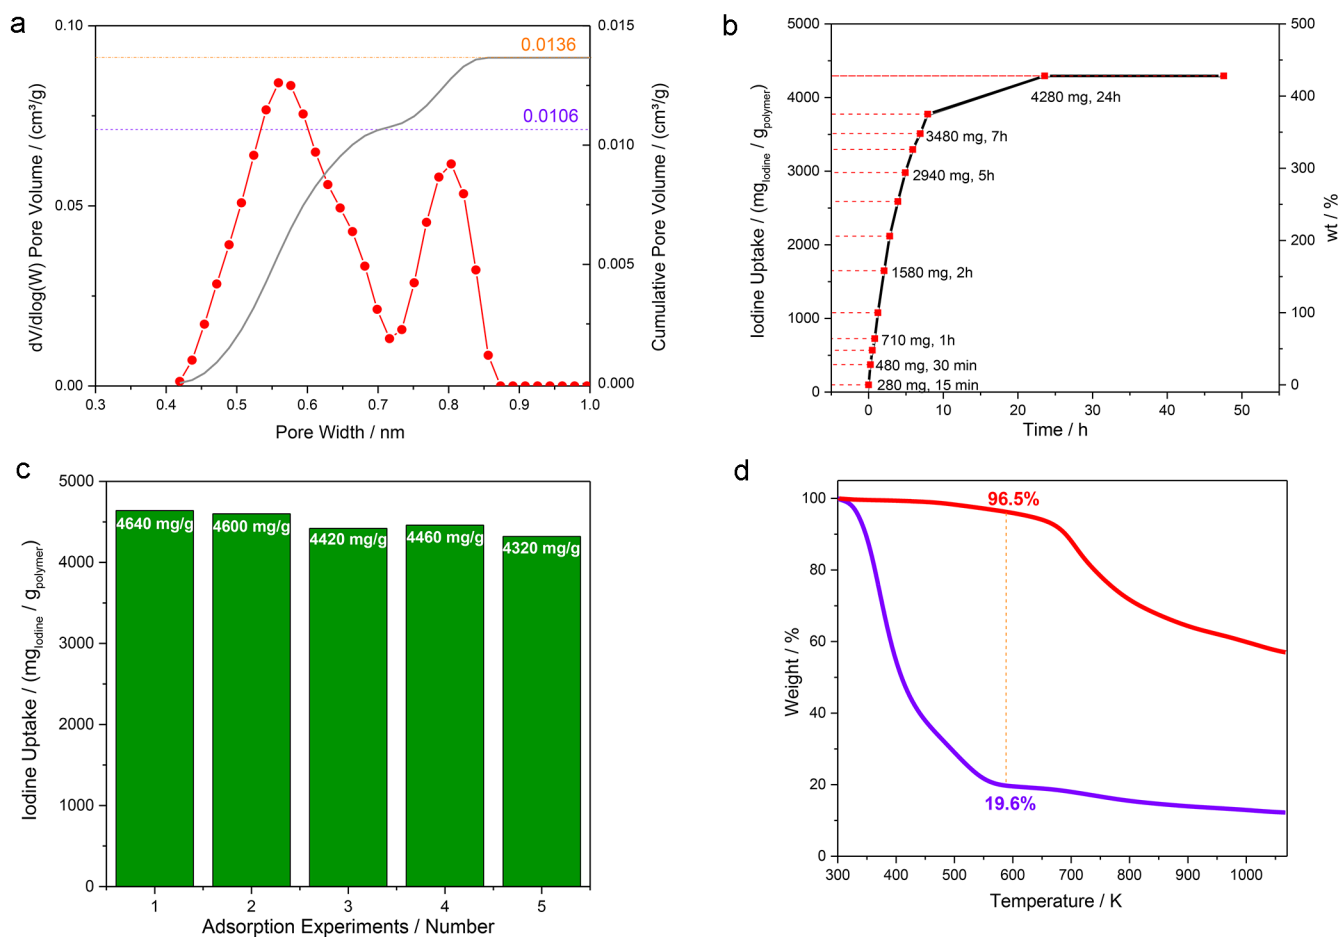 a
0.10
0.05
0.00
dV/dlog(W) Pore Volume / (cm³/g)
0.0136
0.0106
0.015
0.010
0.005
0.000
Cumulative Pore Volume / (cm³/g)
0.3 0.4 0.5 0.6 0.7 0.8 0.9 1.0
Pore Width / nm
b
5000
4000
3000
2000
1000
0
Iodine Uptake / (mg_Iodine / g_polymer)
4280 mg, 24h
3480 mg, 7h
2940 mg, 5h
1580 mg, 2h
710 mg, 1h
480 mg, 30 min
280 mg, 15 min
500
400
300
200
100
0
wt / %
0 10 20 30 40 50
Time / h
c
5000
4000
3000
2000
1000
0
Iodine Uptake / (mg_Iodine / g_polymer)
4640 mg/g
4600 mg/g
4420 mg/g
4460 mg/g
4320 mg/g
1 2 3 4 5
Adsorption Experiments / Number
d
100
80
60
40
20
0
Weight / %
96.5%
19.6%
300 400 500 600 700 800 900 1000
Temperature / K